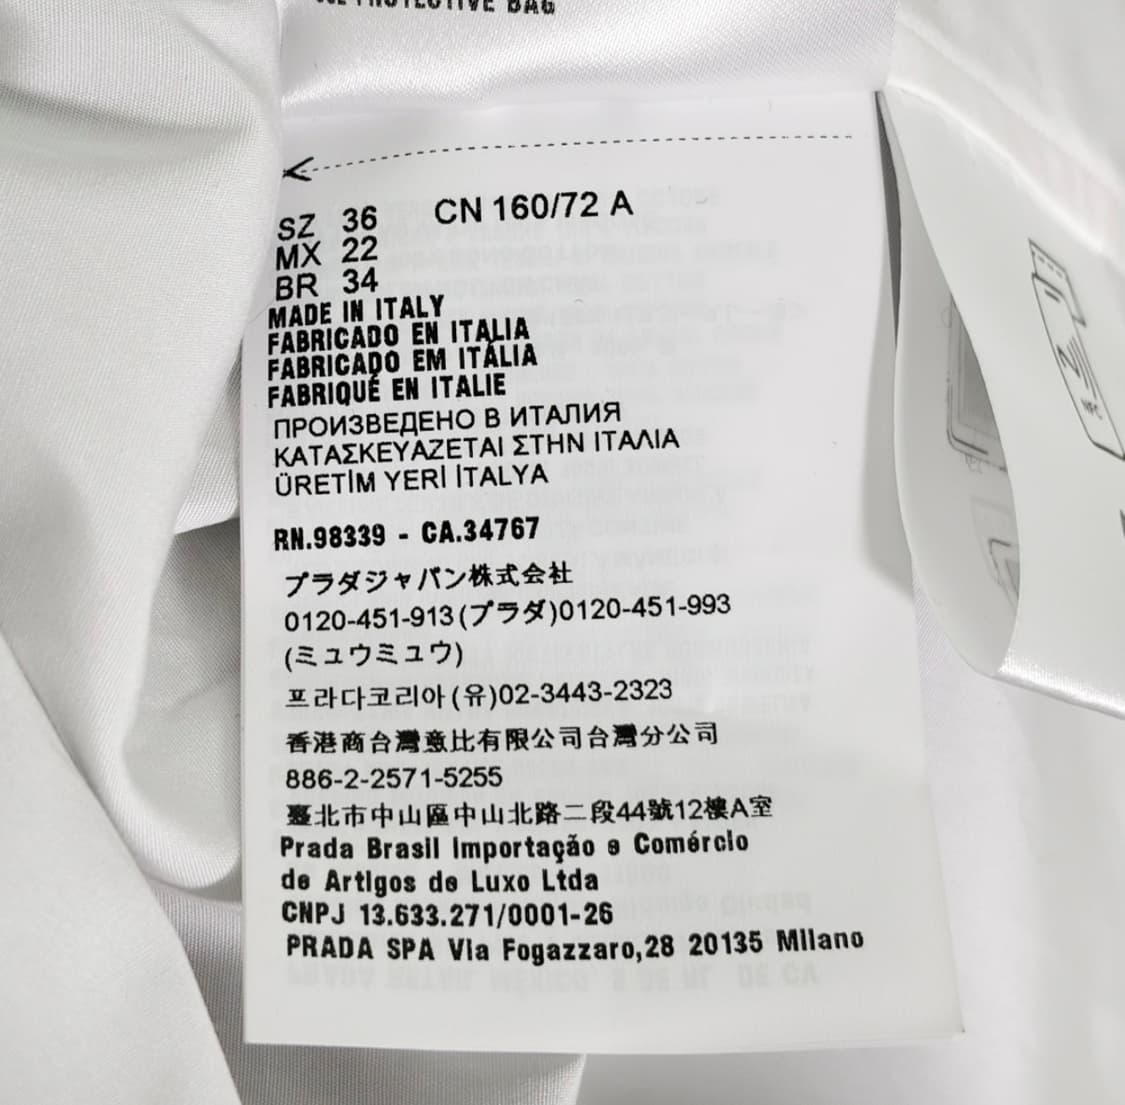 PROTECTIVE BAG
SZ 36 CN 160/72 A
MX 22
BR 34
MADE IN ITALY
FABRICADO EN ITALIA
FABRICADO EM ITÁLIA
FABRIQUÉ EN ITALIE
ПРОИЗВЕДЕНО В ИТАЛИЯ
ΚΑΤΑΣΚΕΥΑΖΕΤΑΙ ΣΤΗΝ ΙΤΑΛΙΑ
ÜRETİM YERİ İTALYA
RN.98339 - CA.34767
プラダジャパン株式会社
0120-451-913(プラダ)0120-451-993
(ミュウミュウ)
프라다코리아(유)02-3443-2323
香港商台灣意比有限公司台灣分公司
886-2-2571-5255
臺北市中山區中山北路二段44號12樓A室
Prada Brasil Importação e Comércio
de Artigos de Luxo Ltda
CNPJ 13.633.271/0001-26
PRADA SPA Via Fogazzaro,28 20135 Milano
NFC